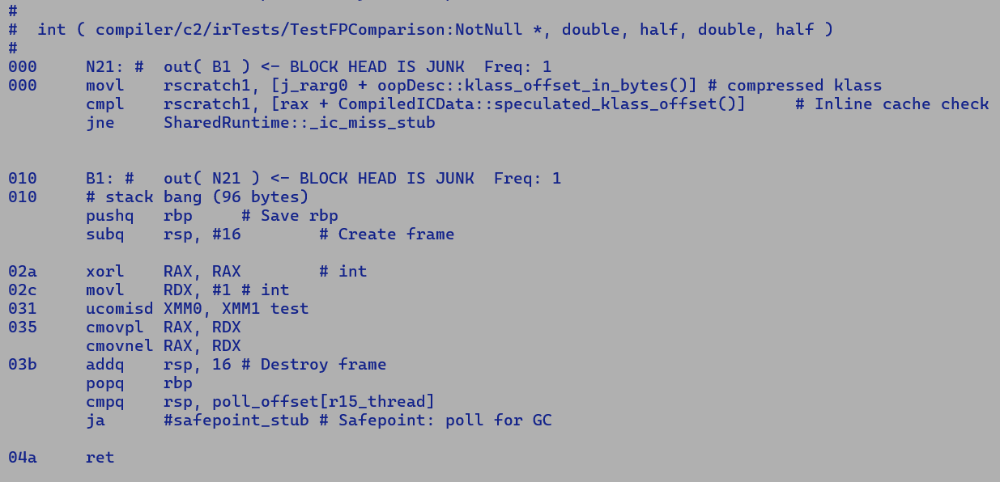 #
#  int ( compiler/c2/irTests/TestFPComparison:NotNull *, double, half, double, half )
#
000     N21: #  out( B1 ) <- BLOCK HEAD IS JUNK  Freq: 1
000     movl    rscratch1, [j_rarg0 + oopDesc::klass_offset_in_bytes()] # compressed klass
        cmpl    rscratch1, [rax + CompiledICData::speculated_klass_offset()]     # Inline cache check
        jne     SharedRuntime::_ic_miss_stub
010     B1: #   out( N21 ) <- BLOCK HEAD IS JUNK  Freq: 1
010     # stack bang (96 bytes)
        pushq   rbp     # Save rbp
        subq    rsp, #16        # Create frame
02a     xorl    RAX, RAX        # int
02c     movl    RDX, #1 # int
031     ucomisd XMM0, XMM1 test
035     cmovpl  RAX, RDX
        cmovnel RAX, RDX
03b     addq    rsp, 16 # Destroy frame
        popq    rbp
        cmpq    rsp, poll_offset[r15_thread]
        ja      #safepoint_stub # Safepoint: poll for GC
04a     ret